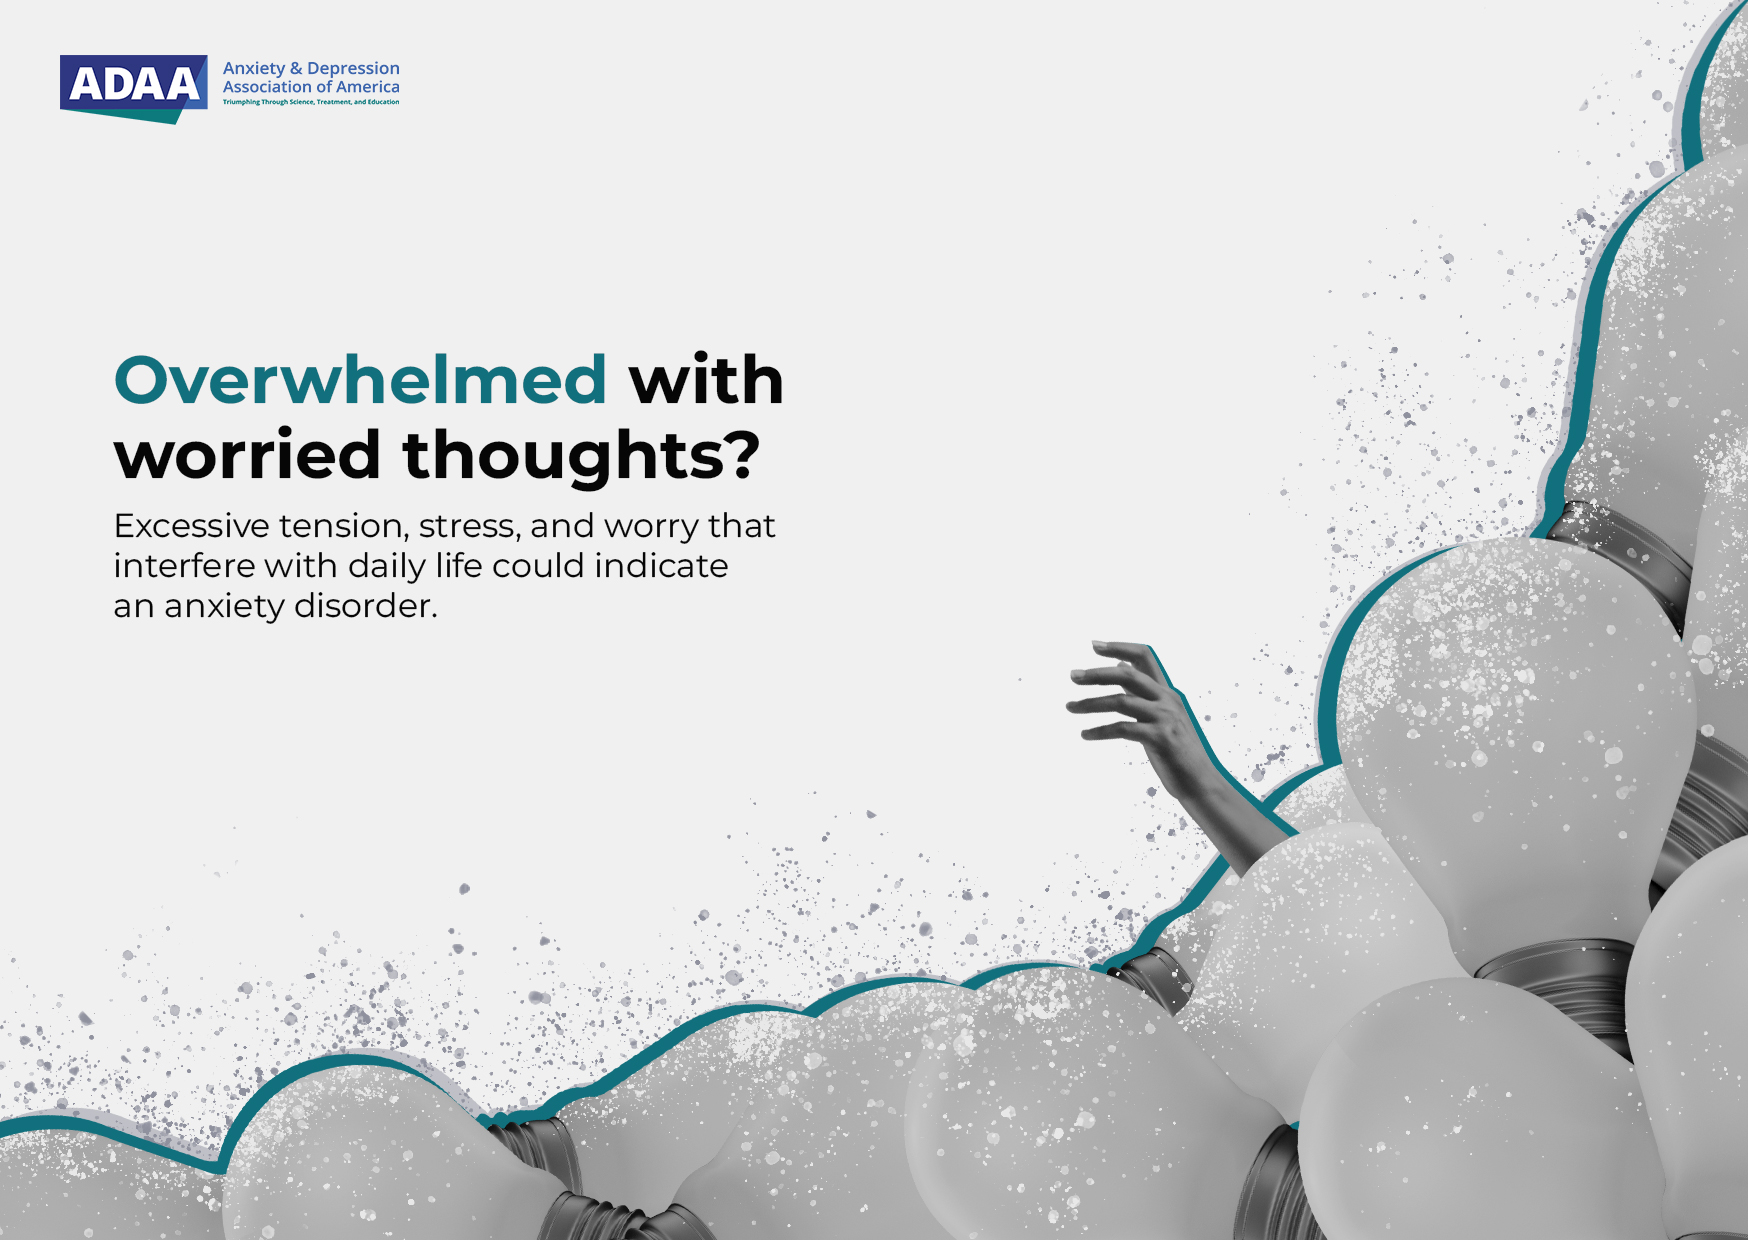 ADAA
Anxiety & Depression
Association of America
Triumphing Through Science, Treatment, and Education
Overwhelmed with
worried thoughts?
Excessive tension, stress, and worry that
interfere with daily life could indicate
an anxiety disorder.